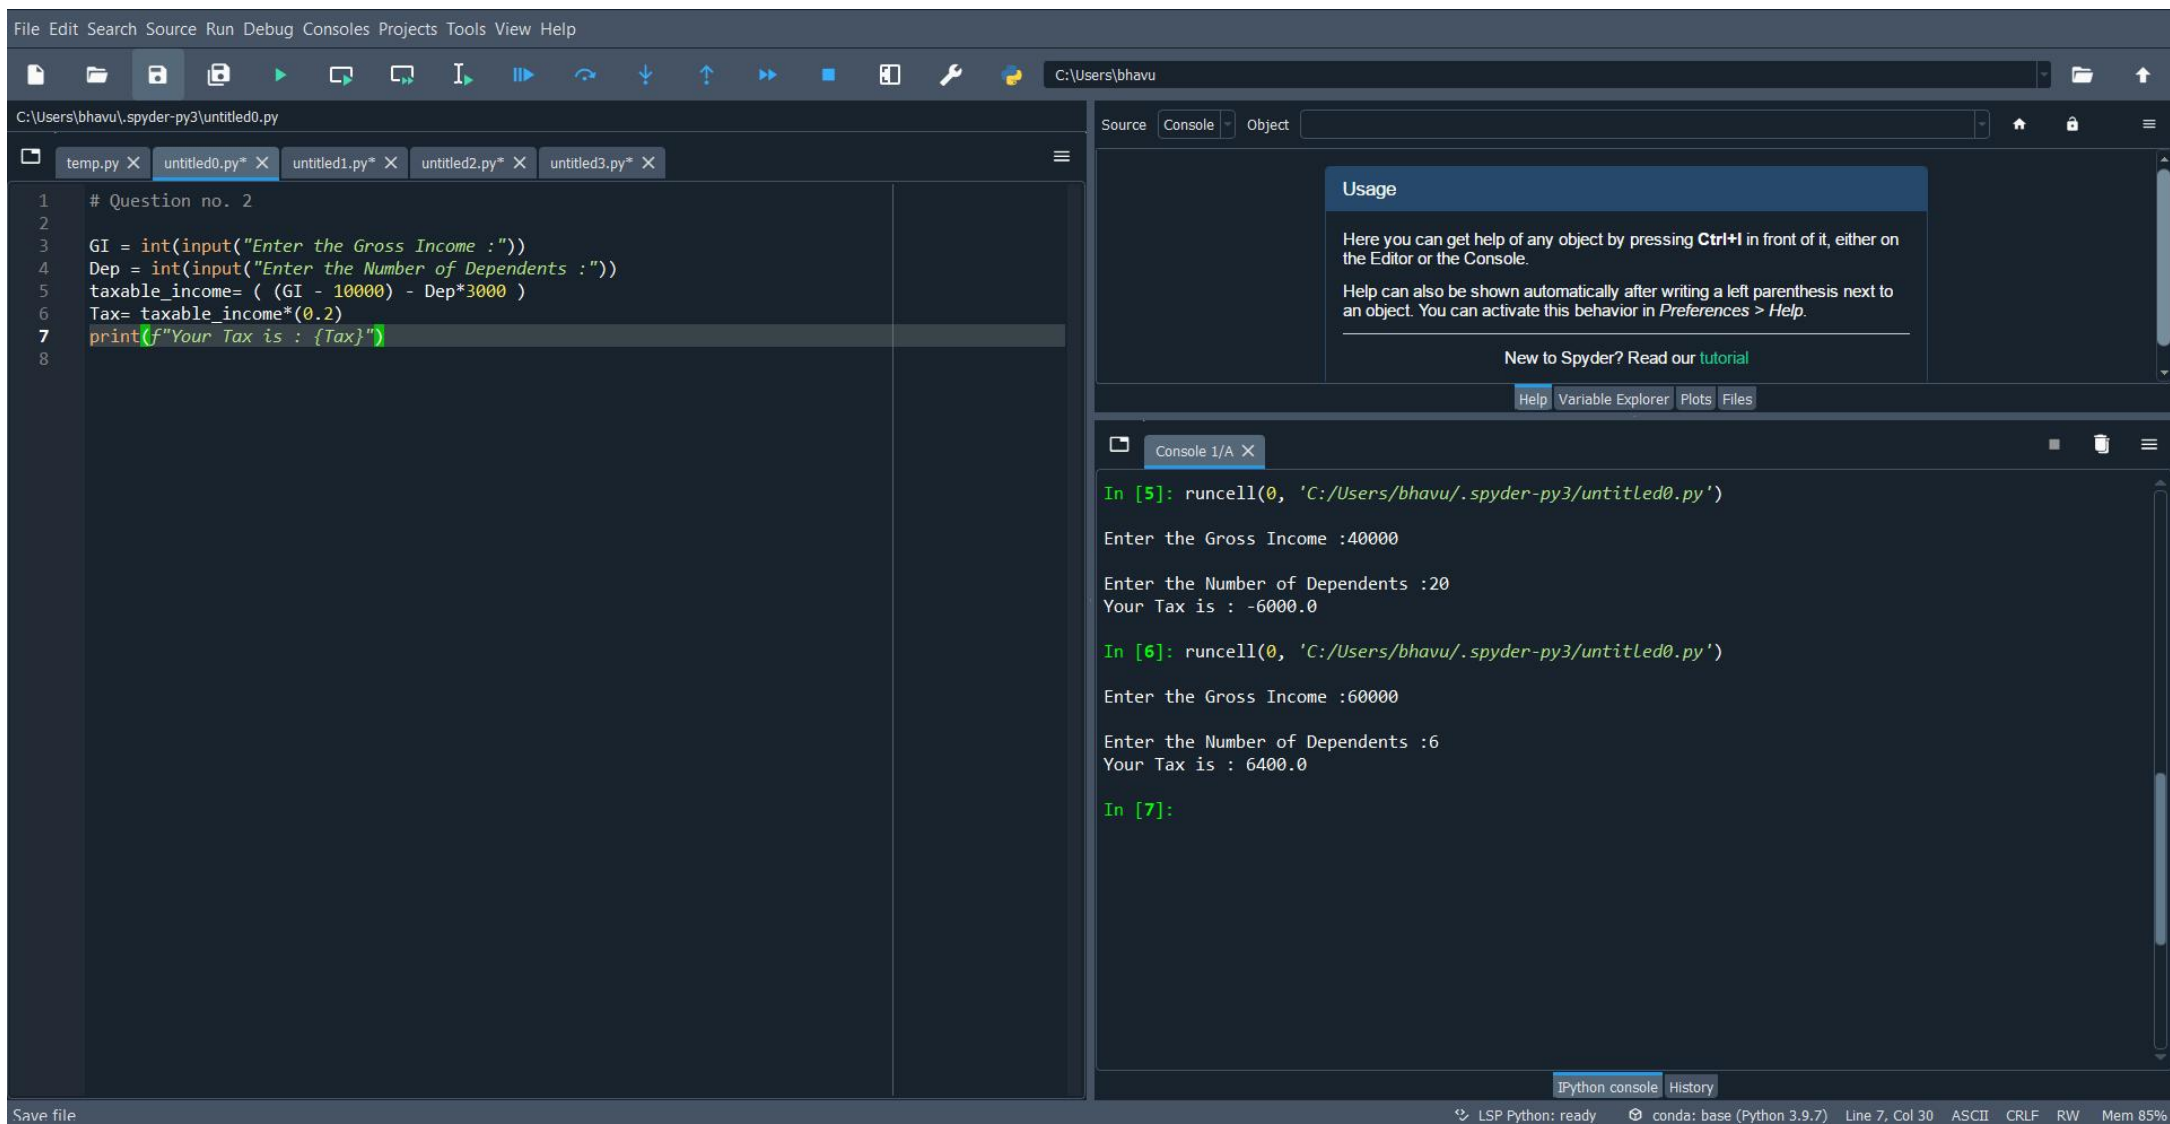 File Edit Search Source Run Debug Consoles Projects Tools View Help
C:\Users\bhavu
C:\Users\bhavu\.spyder-py3\untitled0.py
temp.py untitled0.py* untitled1.py* untitled2.py* untitled3.py*
1 # Question no. 2
2
3 GI = int(input("Enter the Gross Income :"))
4 Dep = int(input("Enter the Number of Dependents :"))
5 taxable_income= ( (GI - 10000) - Dep*3000 )
6 Tax= taxable_income*(0.2)
7 print(f"Your Tax is : {Tax}")
8
Source Console Object
Usage
Here you can get help of any object by pressing Ctrl+I in front of it, either on
the Editor or the Console.
Help can also be shown automatically after writing a left parenthesis next to
an object. You can activate this behavior in Preferences > Help.
New to Spyder? Read our tutorial
Help Variable Explorer Plots Files
Console 1/A
In [5]: runcell(0, 'C:/Users/bhavu/.spyder-py3/untitled0.py')
Enter the Gross Income :40000
Enter the Number of Dependents :20
Your Tax is : -6000.0
In [6]: runcell(0, 'C:/Users/bhavu/.spyder-py3/untitled0.py')
Enter the Gross Income :60000
Enter the Number of Dependents :6
Your Tax is : 6400.0
In [7]:
IPython console History
Save file
LSP Python: ready conda: base (Python 3.9.7) Line 7, Col 30 ASCII CRLF RW Mem 85%